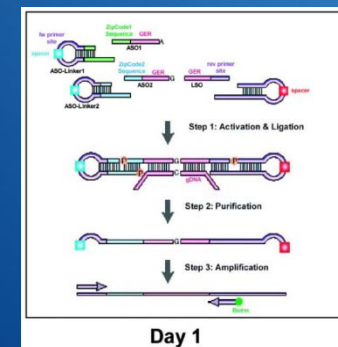 fw primer
site
ZipCode1
Sequence
GER
A
ASO1
spacer
ASO-Linker1
ZipCode2
Sequence
GER
G
ASO2
GER
LSO
rev primer
site
spacer
ASO-Linker2
Step 1: Activation & Ligation
P
G
P
P
C
gDNA
Step 2: Purification
G
Step 3: Amplification
Biotin
Day 1